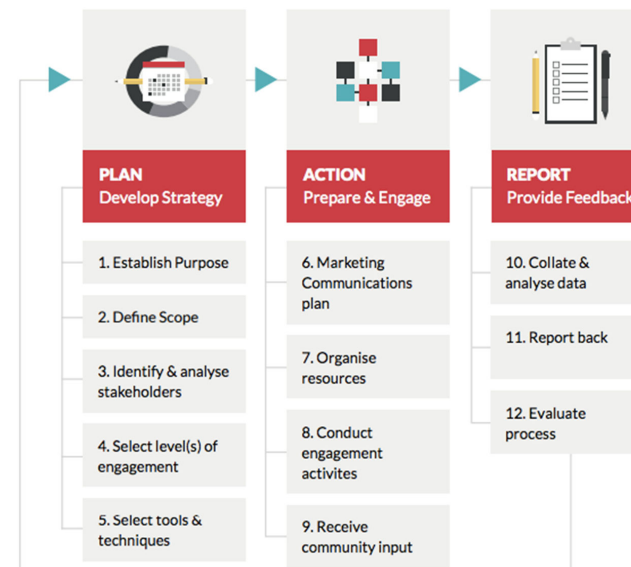 PLAN
Develop Strategy
1. Establish Purpose
2. Define Scope
3. Identify & analyse
stakeholders
4. Select level(s) of
engagement
5. Select tools &
techniques
ACTION
Prepare & Engage
6. Marketing
Communications
plan
7. Organise
resources
8. Conduct
engagement
activites
9. Receive
community input
REPORT
Provide Feedback
10. Collate &
analyse data
11. Report back
12. Evaluate
process